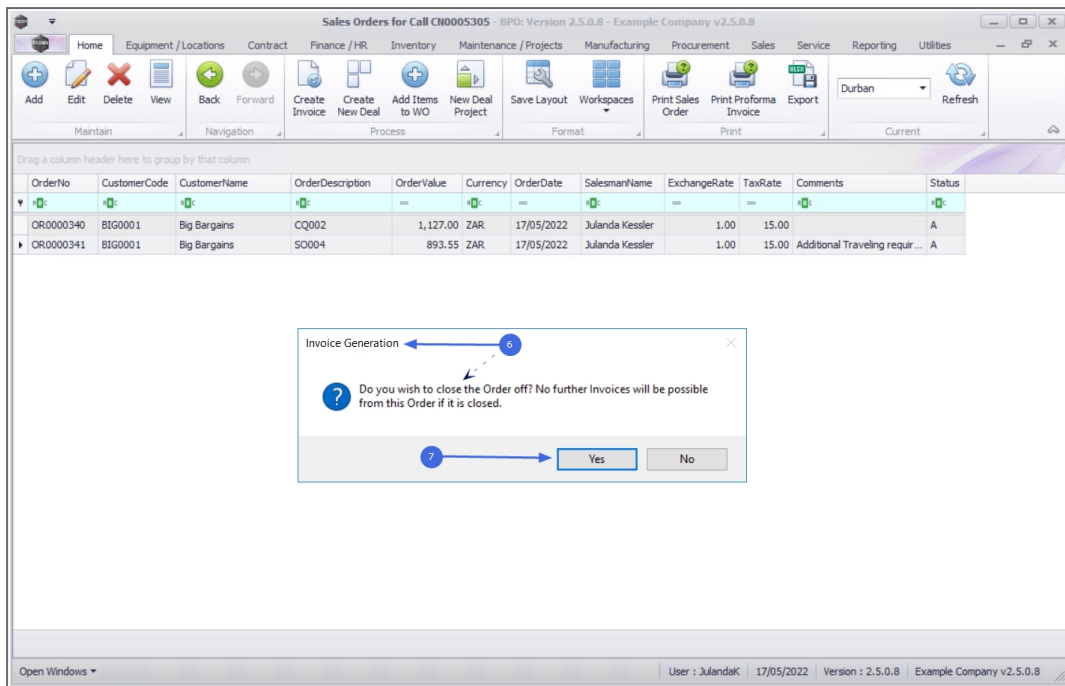 Sales Orders for Call CN0005305 - BPO: Version 2.5.0.8 - Example Company v2.5.0.8
Home Equipment / Locations Contract Finance / HR Inventory Maintenance / Projects Manufacturing Procurement Sales Service Reporting Utilities
Add Edit Delete View Back Forward Create Invoice Create New Deal Add Items to WO New Deal Project Save Layout Workspaces Print Sales Order Print Proforma Invoice Export Durban Refresh
Maintain Navigation Process Format Print Current
Drag a column header here to group by that column
OrderNo CustomerCode CustomerName OrderDescription OrderValue Currency OrderDate SalesmanName ExchangeRate TaxRate Comments Status
OR0000340 BIG0001 Big Bargains CQ002 1,127.00 ZAR 17/05/2022 Julanda Kessler 1.00 15.00 A
OR0000341 BIG0001 Big Bargains SO004 893.55 ZAR 17/05/2022 Julanda Kessler 1.00 15.00 Additional Traveling requir... A
Invoice Generation 6
Do you wish to close the Order off? No further Invoices will be possible
from this Order if it is closed.
7 Yes No
Open Windows User : JulandaK 17/05/2022 Version : 2.5.0.8 Example Company v2.5.0.8